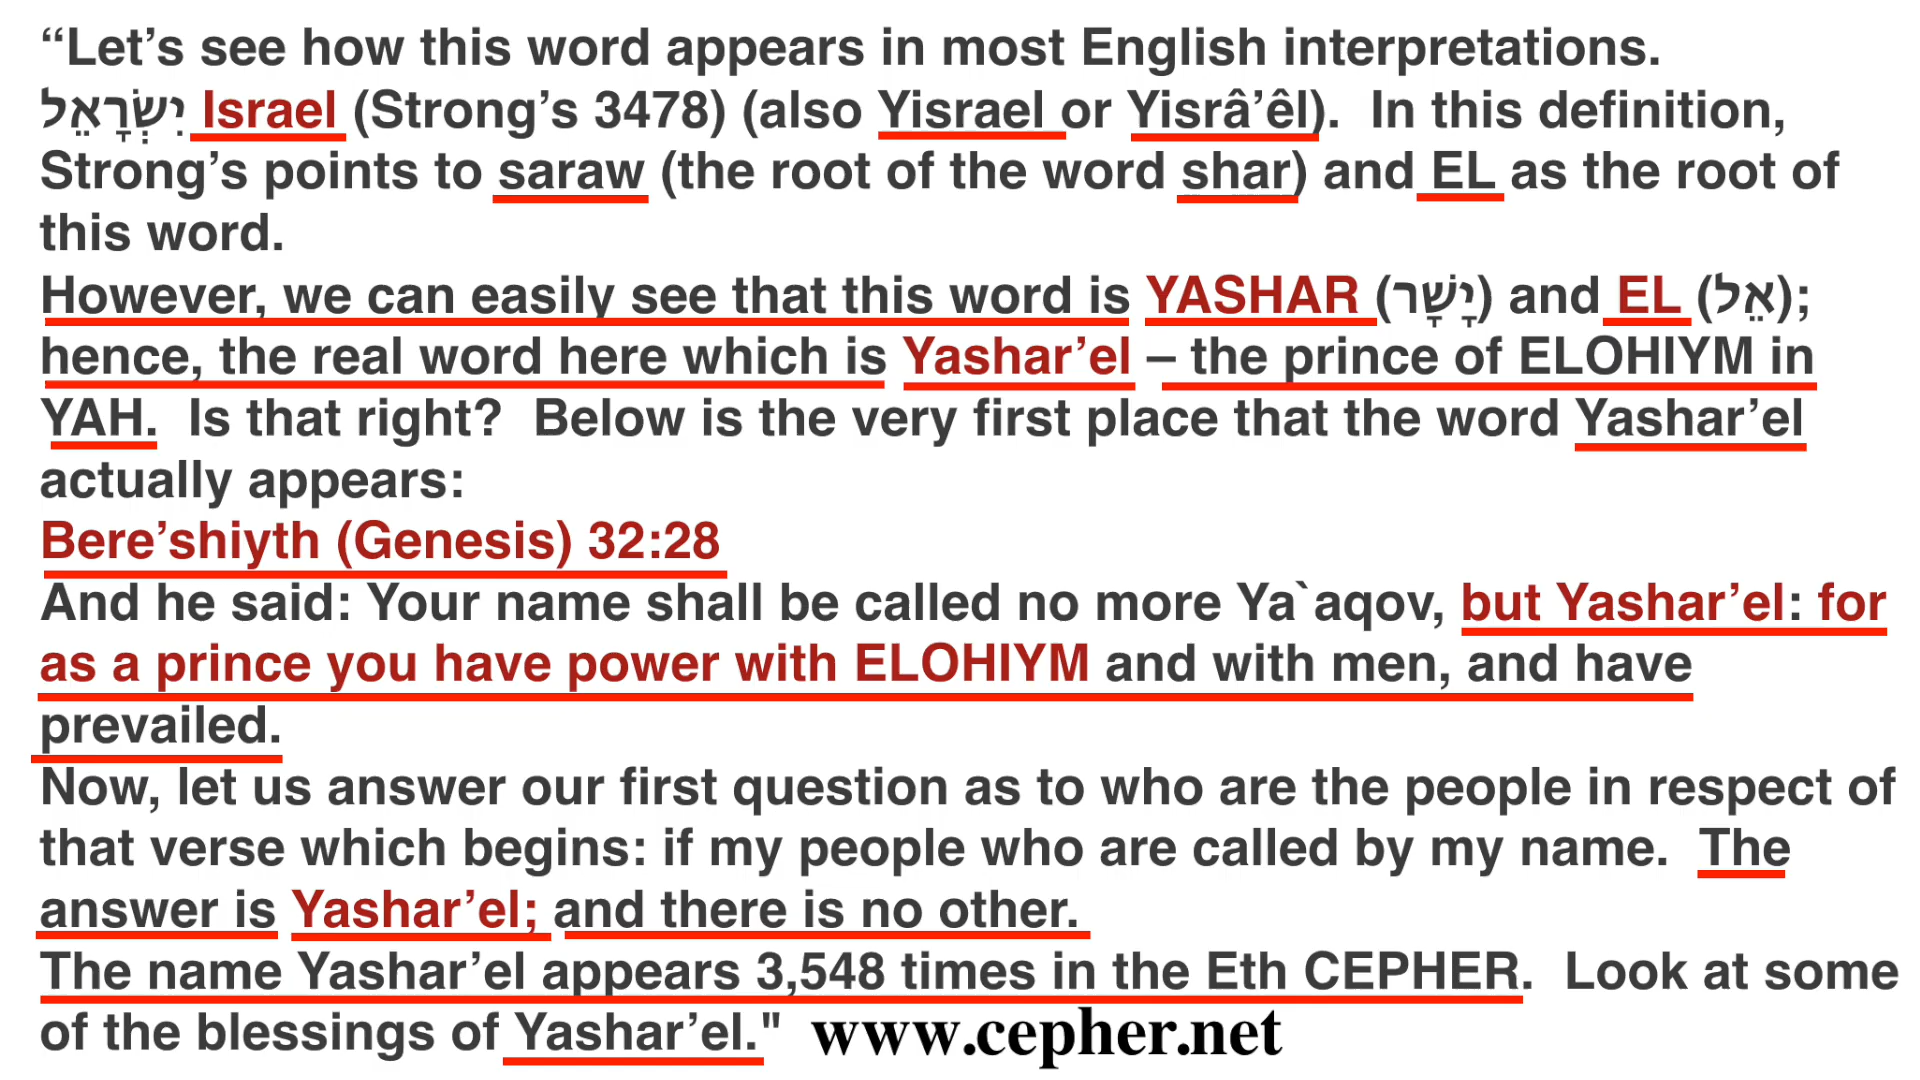 “Let’s see how this word appears in most English interpretations.
יִשְׂרָאֵל Israel (Strong’s 3478) (also Yisrael or Yisrâ’êl).  In this definition,
Strong’s points to saraw (the root of the word shar) and EL as the root of
this word.
However, we can easily see that this word is YASHAR (יָשָׁר) and EL (אֵל);
hence, the real word here which is Yashar’el – the prince of ELOHIYM in
YAH.  Is that right?  Below is the very first place that the word Yashar’el
actually appears:
Bere’shiyth (Genesis) 32:28
And he said: Your name shall be called no more Ya`aqov, but Yashar’el: for
as a prince you have power with ELOHIYM and with men, and have
prevailed.
Now, let us answer our first question as to who are the people in respect of
that verse which begins: if my people who are called by my name.  The
answer is Yashar’el; and there is no other.
The name Yashar’el appears 3,548 times in the Eth CEPHER.  Look at some
of the blessings of Yashar’el."  www.cepher.net